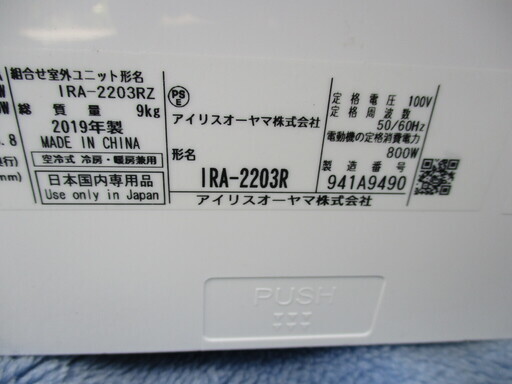 組合せ室外ユニット形名
IRA-2203RZ
総 質 量 9kg
2019年製
MADE IN CHINA
空冷式 冷房・暖房兼用
日本国内専用品
Use only in Japan
PS
E
アイリスオーヤマ株式会社
形名
IRA-2203R
アイリスオーヤマ株式会社
定 格 電 圧 100V
定 格 周 波 数
50/60Hz
電動機の定格消費電力
800W
製 造 番 号
941A9490
W
.8
行)
mm)
PUSH